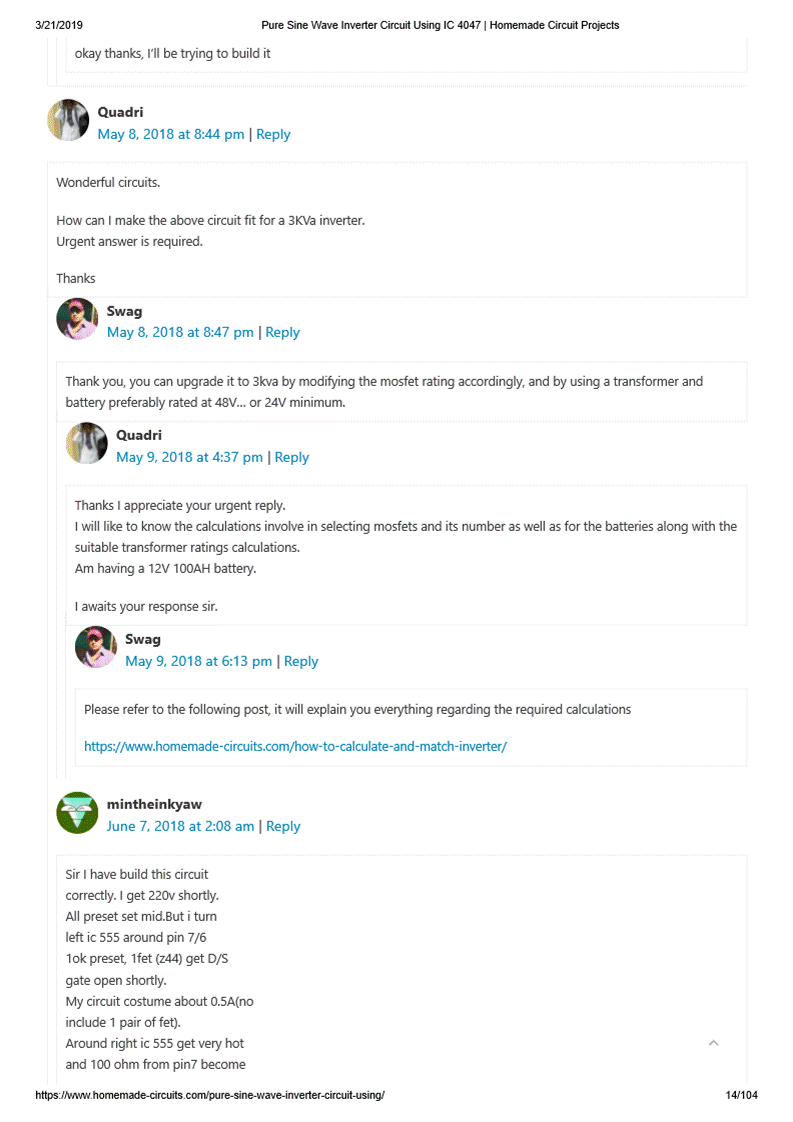 3/21/2019
Pure Sine Wave Inverter Circuit Using IC 4047 | Homemade Circuit Projects
okay thanks, I'll be trying to build it
Quadri
May 8, 2018 at 8:44 pm | Reply
Wonderful circuits.
How can I make the above circuit fit for a 3KVa inverter.
Urgent answer is required.
Thanks
Swag
May 8, 2018 at 8:47 pm | Reply
Thank you, you can upgrade it to 3kva by modifying the mosfet rating accordingly, and by using a transformer and
battery preferably rated at 48V... or 24V minimum.
Quadri
May 9, 2018 at 4:37 pm | Reply
Thanks I appreciate your urgent reply.
I will like to know the calculations involve in selecting mosfets and its number as well as for the batteries along with the
suitable transformer ratings calculations.
Am having a 12V 100AH battery.
I awaits your response sir.
Swag
May 9, 2018 at 6:13 pm | Reply
Please refer to the following post, it will explain you everything regarding the required calculations
https://www.homemade-circuits.com/how-to-calculate-and-match-inverter/
mintheinkyaw
June 7, 2018 at 2:08 am | Reply
Sir I have build this circuit
correctly. I get 220v shortly.
All preset set mid.But i turn
left ic 555 around pin 7/6
1ok preset, 1fet (z44) get D/S
gate open shortly.
My circuit costume about 0.5A(no
include 1 pair of fet).
Around right ic 555 get very hot
and 100 ohm from pin7 become
https://www.homemade-circuits.com/pure-sine-wave-inverter-circuit-using/
14/104